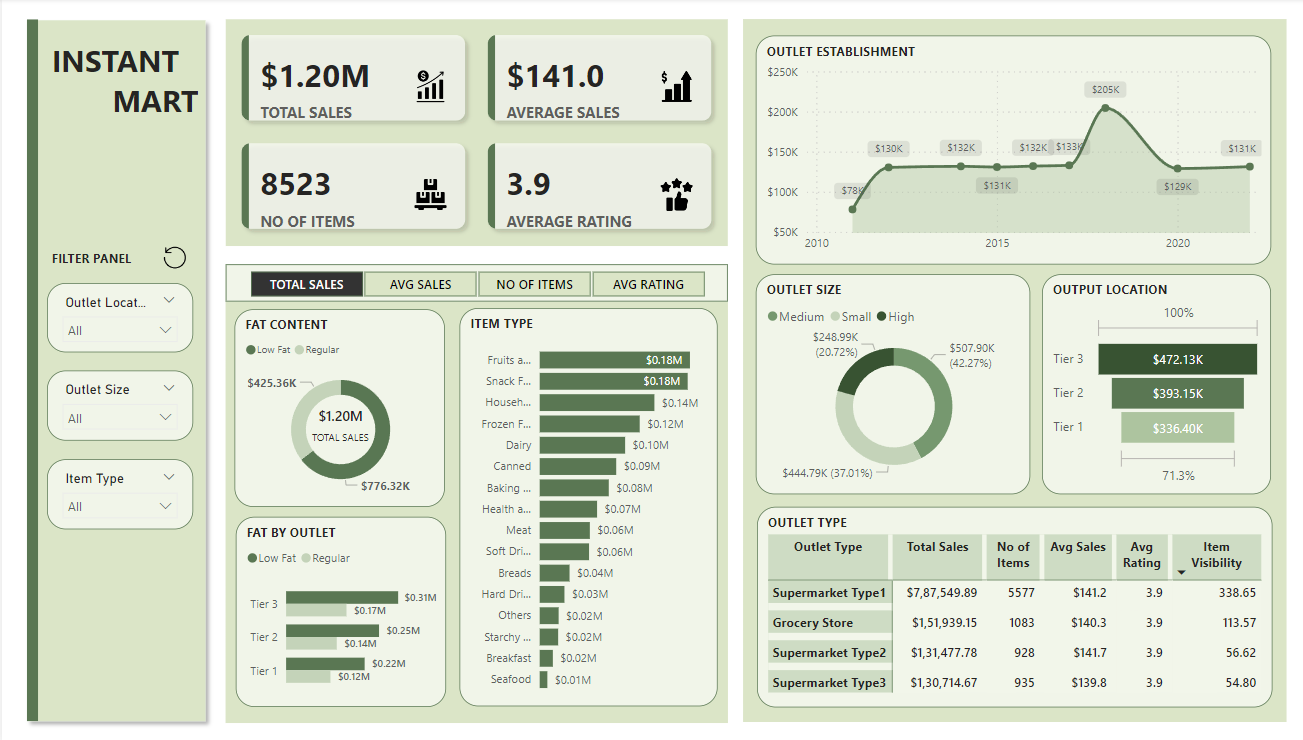 INSTANT
MART
FILTER PANEL
Outlet Locat...
All
Outlet Size
All
Item Type
All
$1.20M
TOTAL SALES
$141.0
AVERAGE SALES
8523
NO OF ITEMS
3.9
AVERAGE RATING
TOTAL SALES AVG SALES NO OF ITEMS AVG RATING
FAT CONTENT
Low Fat Regular
$425.36K
$1.20M
TOTAL SALES
$776.32K
FAT BY OUTLET
Low Fat Regular
Tier 3 $0.31M
$0.17M
Tier 2 $0.25M
$0.14M
Tier 1 $0.22M
$0.12M
ITEM TYPE
Fruits a... $0.18M
Snack F... $0.18M
Househ... $0.14M
Frozen F... $0.12M
Dairy $0.10M
Canned $0.09M
Baking ... $0.08M
Health a... $0.07M
Meat $0.06M
Soft Dri... $0.06M
Breads $0.04M
Hard Dri... $0.03M
Others $0.02M
Starchy ... $0.02M
Breakfast $0.02M
Seafood $0.01M
OUTLET ESTABLISHMENT
$250K
$200K
$150K
$100K
$50K
$78K
$130K
$132K
$131K
$132K
$133K
$205K
$129K
$131K
2010 2015 2020
OUTLET SIZE
Medium Small High
$248.99K
(20.72%)
$507.90K
(42.27%)
$444.79K (37.01%)
OUTPUT LOCATION
100%
Tier 3 $472.13K
Tier 2 $393.15K
Tier 1 $336.40K
71.3%
OUTLET TYPE
Outlet Type Total Sales No of Items Avg Sales Avg Rating Item Visibility
Supermarket Type1 $7,87,549.89 5577 $141.2 3.9 338.65
Grocery Store $1,51,939.15 1083 $140.3 3.9 113.57
Supermarket Type2 $1,31,477.78 928 $141.7 3.9 56.62
Supermarket Type3 $1,30,714.67 935 $139.8 3.9 54.80